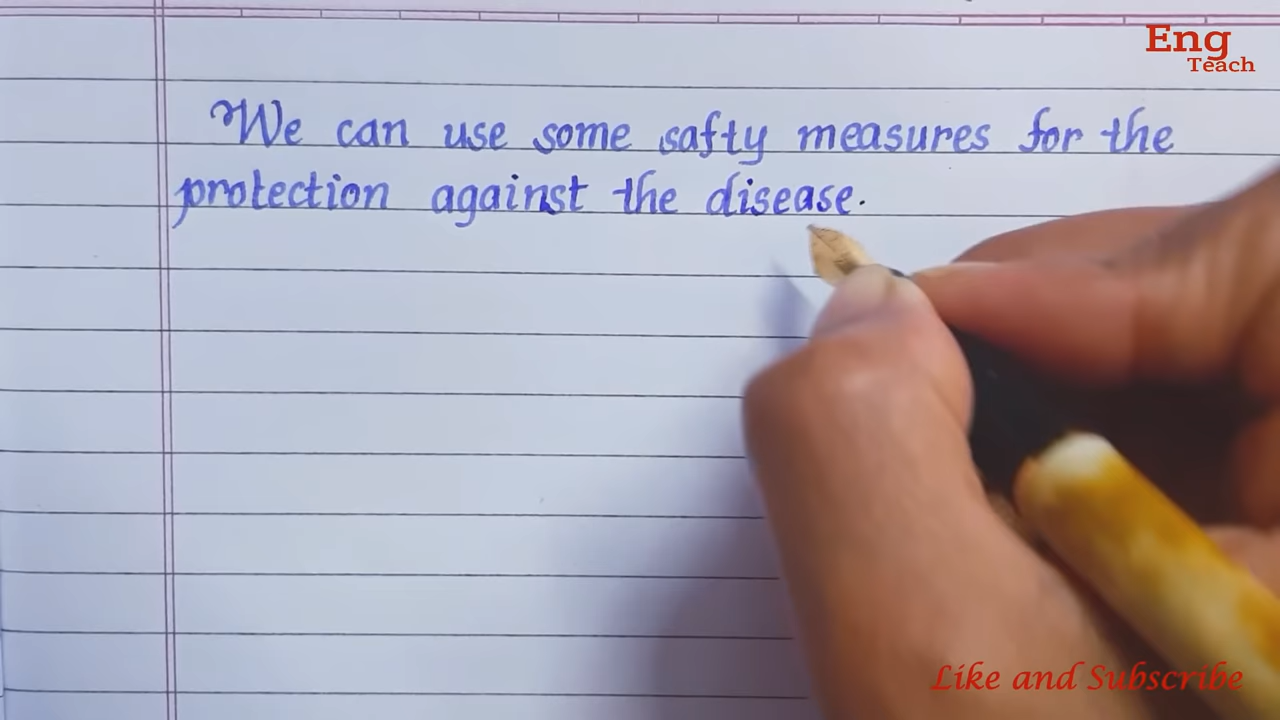 Eng
Teach
We can use some safty measures for the
protection against the disease.
Like and Subscribe